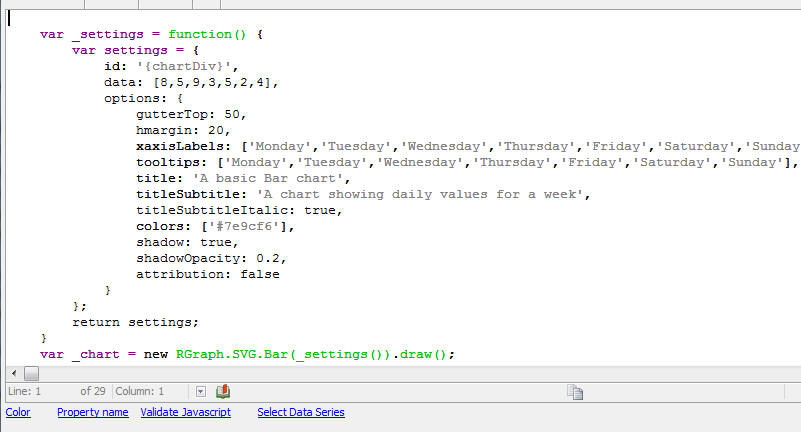 var _settings = function() {
var settings = {
id: '{chartDiv}',
data: [8,5,9,3,5,2,4],
options: {
gutterTop: 50,
hmargin: 20,
xaxisLabels: ['Monday','Tuesday','Wednesday','Thursday','Friday','Saturday','Sunday
tooltips: ['Monday','Tuesday','Wednesday','Thursday','Friday','Saturday','Sunday'],
title: 'A basic Bar chart',
titleSubtitle: 'A chart showing daily values for a week',
titleSubtitleItalic: true,
colors: ['#7e9cf6'],
shadow: true,
shadowOpacity: 0.2,
attribution: false
}
};
return settings;
}
var _chart = new RGraph.SVG.Bar(_settings()).draw();
Line: 1 of 29 Column: 1
Color Property name Validate Javascript Select Data Series